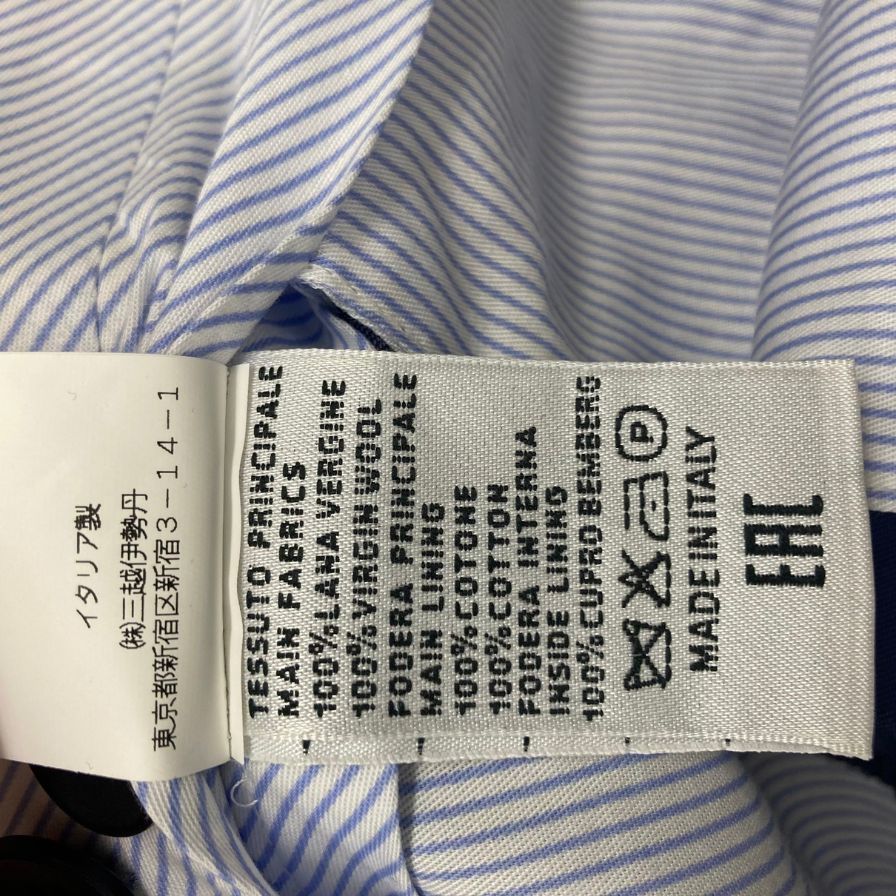 イタリア製
(株)三越伊勢丹
東京都新宿区新宿3-14-1
TESSUTO PRINCIPALE
MAIN FABRICS
100% LANA VERGINE
100% VIRGIN WOOL
FODERA PRINCIPALE
MAIN LINING
100% COTONE
100% COTTON
FODERA INTERNA
INSIDE LINING
100% CUPRO BEMBERG
P
MADE IN ITALY
EAC